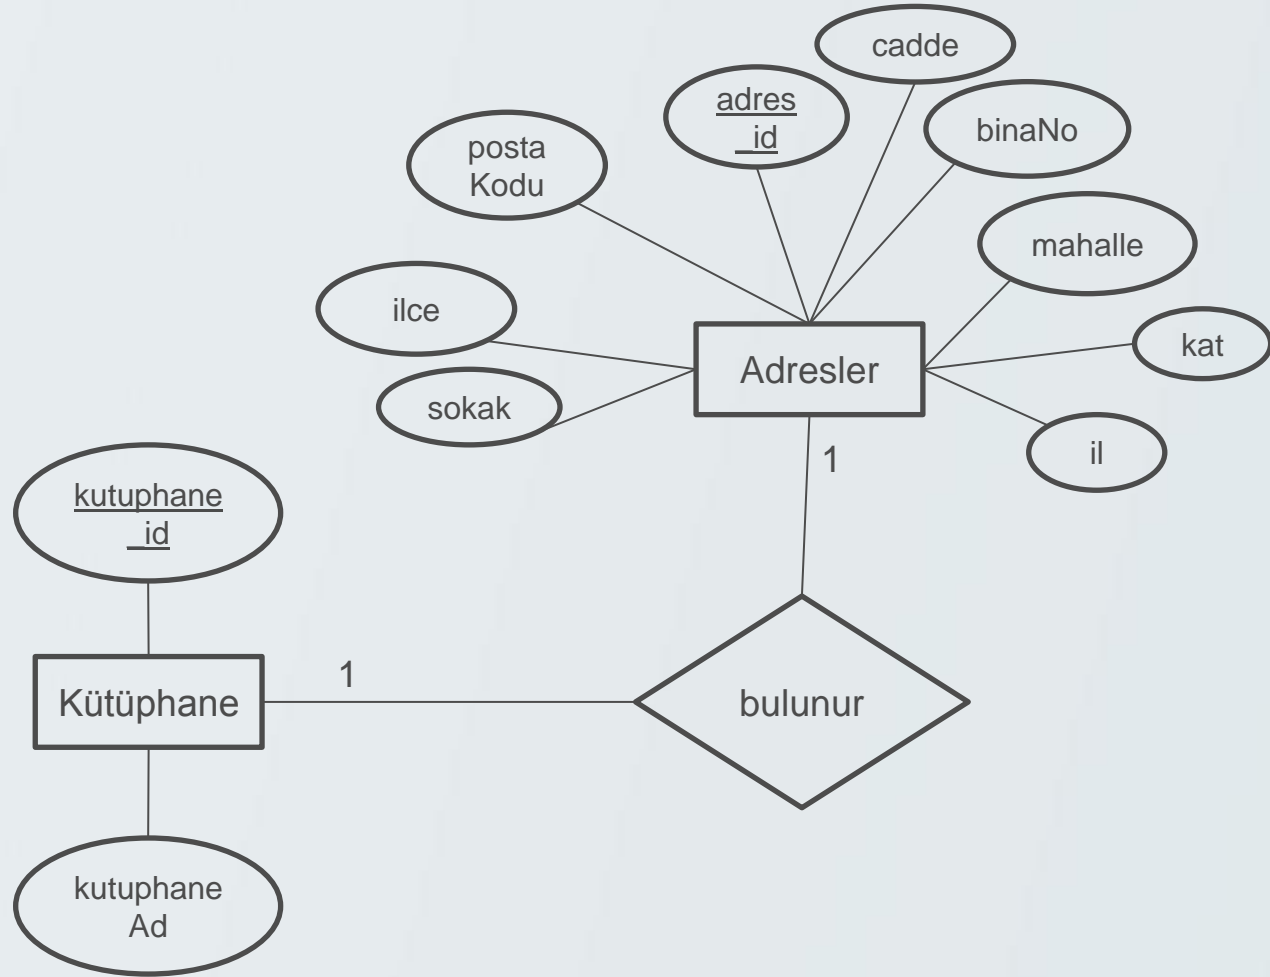 cadde
adres
_id
binaNo
posta
Kodu
mahalle
ilce
kat
Adresler
sokak
il
1
kutuphane
_id
1
Kütüphane
bulunur
kutuphane
Ad